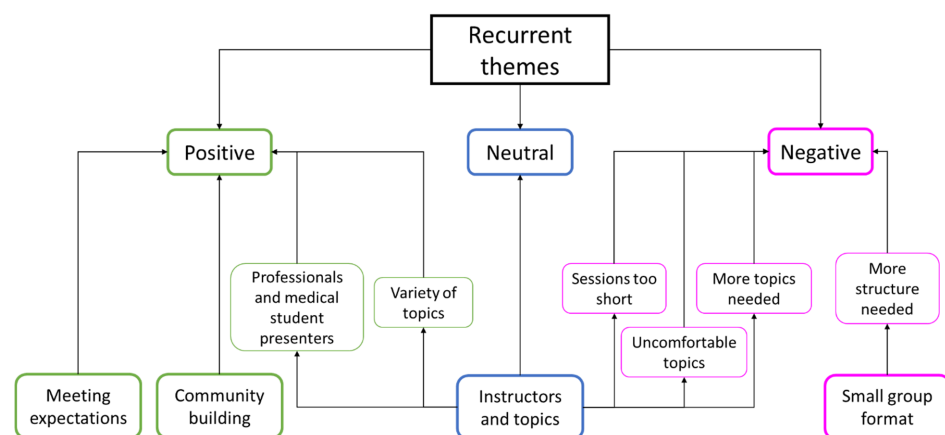 Recurrent
themes
Positive
Neutral
Negative
Professionals
and medical
student
presenters
Variety of
topics
Sessions too
short
Uncomfortable
topics
More topics
needed
More
structure
needed
Meeting
expectations
Community
building
Instructors
and topics
Small group
format